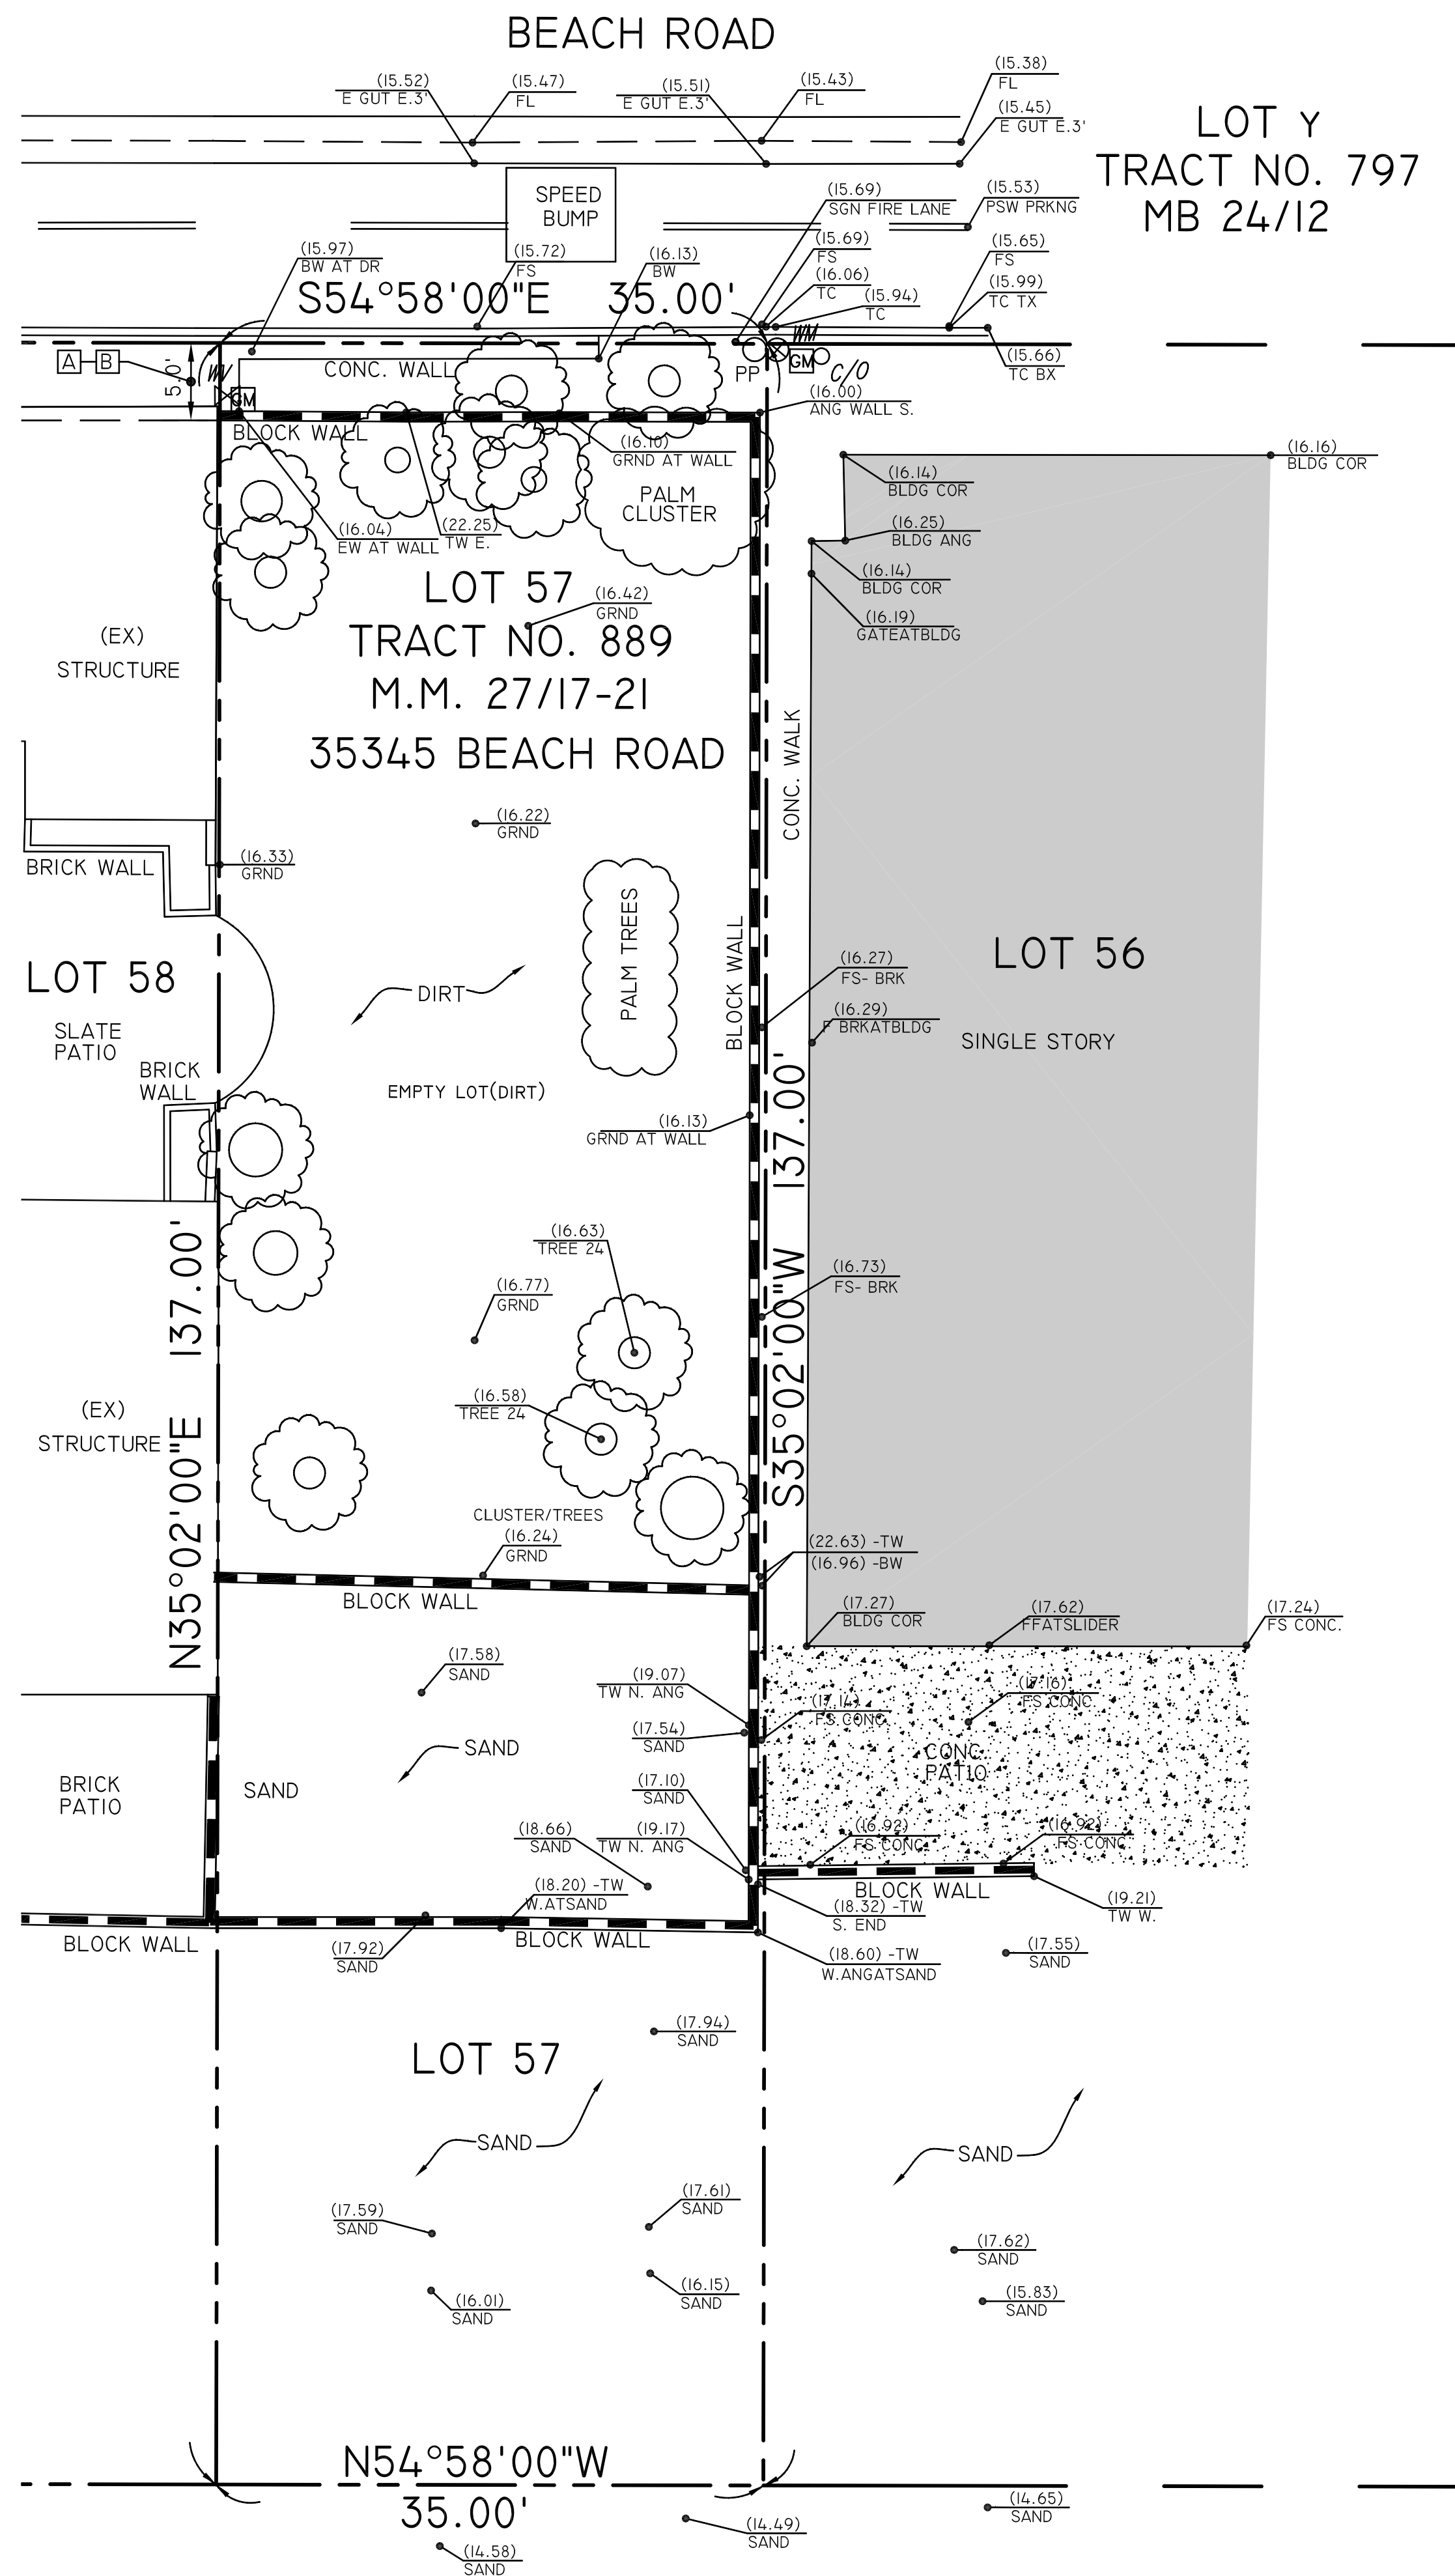 BEACH ROAD
(15.52)
E GUT E.3'
(15.47)
FL
(15.51)
E GUT E.3'
(15.43)
FL
(15.38)
FL
(15.45)
E GUT E.3'
LOT Y
TRACT NO. 797
MB 24/12
SPEED
BUMP
(15.69)
SGN FIRE LANE
(15.53)
PSW PRKNG
(15.97)
BW AT DR
(15.72)
FS
(16.13)
BW
(15.69)
FS
(16.06)
TC
(15.94)
TC
(15.65)
FS
(15.99)
TC TX
S54°58'00"E 35.00'
(15.66)
TC BX
A
B
5.0'
WV
GM
CONC. WALL
PP
WM
GM
C/O
BLOCK WALL
(16.00)
ANG WALL S.
(16.10)
GRND AT WALL
(16.16)
BLDG COR
(16.14)
BLDG COR
PALM
CLUSTER
(16.04)
EW AT WALL
(22.25)
TW E.
(16.25)
BLDG ANG
(16.14)
BLDG COR
(16.19)
GATEATBLDG
LOT 57
(16.42)
GRND
TRACT NO. 889
M.M. 27/17-21
35345 BEACH ROAD
(EX)
STRUCTURE
CONC. WALK
(16.22)
GRND
BRICK WALL
(16.33)
GRND
PALM TREES
BLOCK WALL
LOT 58
SLATE
PATIO
BRICK
WALL
DIRT
EMPTY LOT(DIRT)
(16.27)
FS- BRK
(16.29)
F BRKATBLDG
LOT 56
SINGLE STORY
(16.13)
GRND AT WALL
S35°02'00"W 137.00'
N35°02'00"E 137.00'
(16.63)
TREE 24
(16.77)
GRND
(16.73)
FS- BRK
(16.58)
TREE 24
(EX)
STRUCTURE
CLUSTER/TREES
(16.24)
GRND
BLOCK WALL
(22.63) -TW
(16.96) -BW
(17.27)
BLDG COR
(17.62)
FFATSLIDER
(17.24)
FS CONC.
(17.58)
SAND
(19.07)
TW N. ANG
(17.14)
FS CONC.
(17.16)
FS CONC
(17.54)
SAND
SAND
CONC
PATIO
BRICK
PATIO
SAND
(17.10)
SAND
(18.66)
SAND
(19.17)
TW N. ANG
(16.92)
FS CONC
(16.92)
FS CONC
(18.20) -TW
W.ATSAND
BLOCK WALL
(19.21)
TW W.
(18.32) -TW
S. END
BLOCK WALL
(17.92)
SAND
BLOCK WALL
(18.60) -TW
W.ANGATSAND
(17.55)
SAND
(17.94)
SAND
LOT 57
SAND
SAND
(17.59)
SAND
(17.61)
SAND
(17.62)
SAND
(16.01)
SAND
(16.15)
SAND
(15.83)
SAND
N54°58'00"W
35.00'
(14.49)
SAND
(14.65)
SAND
(14.58)
SAND